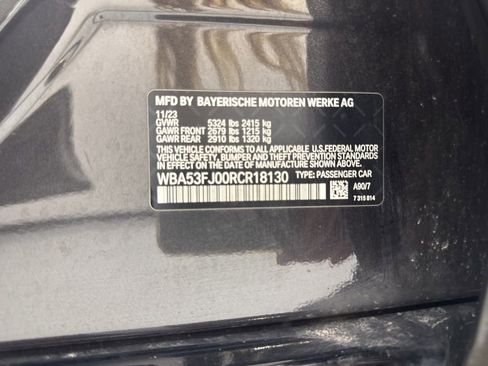 MFD BY BAYERISCHE MOTOREN WERKE AG
11/23
GVWR 5324 lbs 2415 kg
GAWR FRONT 2679 lbs 1215 kg
GAWR REAR 2910 lbs 1320 kg
THIS VEHICLE CONFORMS TO ALL APPLICABLE U.S. FEDERAL MOTOR
VEHICLE SAFETY, BUMPER, AND THEFT PREVENTION STANDARDS IN
EFFECT ON THE DATE OF MANUFACTURE SHOWN ABOVE.
WBA53FJ00RCR18130 TYPE: PASSENGER CAR
A90/7
7 315 814